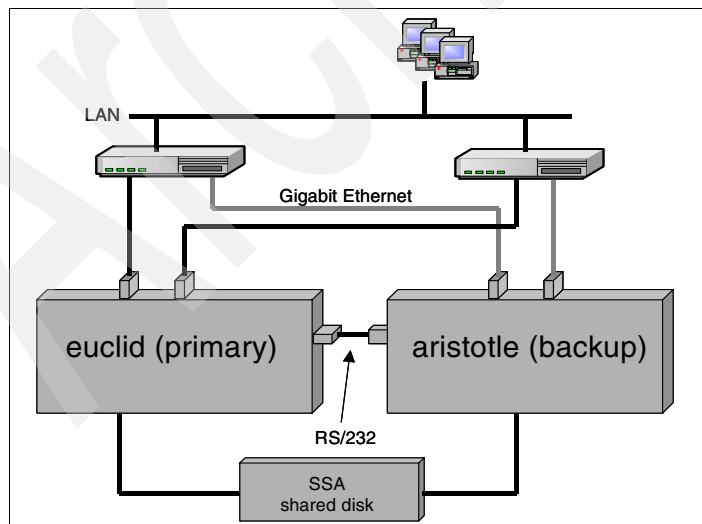 LAN
Gigabit Ethernet
euclid (primary)
aristotle (backup)
RS/232
SSA
shared disk